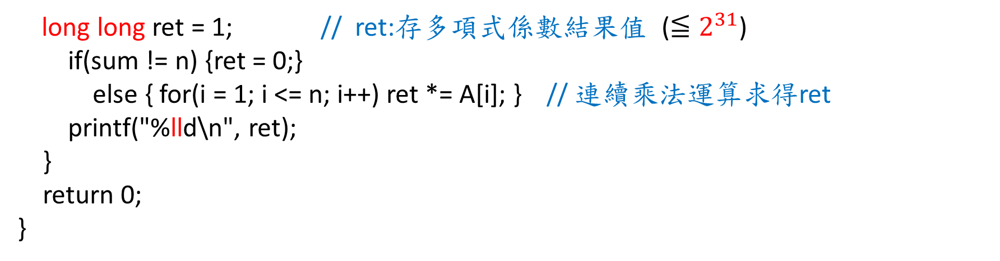 long long ret = 1; // ret:存多項式係數結果值 (≦ 2³¹)
if(sum != n) {ret = 0;}
else { for(i = 1; i <= n; i++) ret *= A[i]; } // 連續乘法運算求得ret
printf("%lld\n", ret);
}
return 0;
}